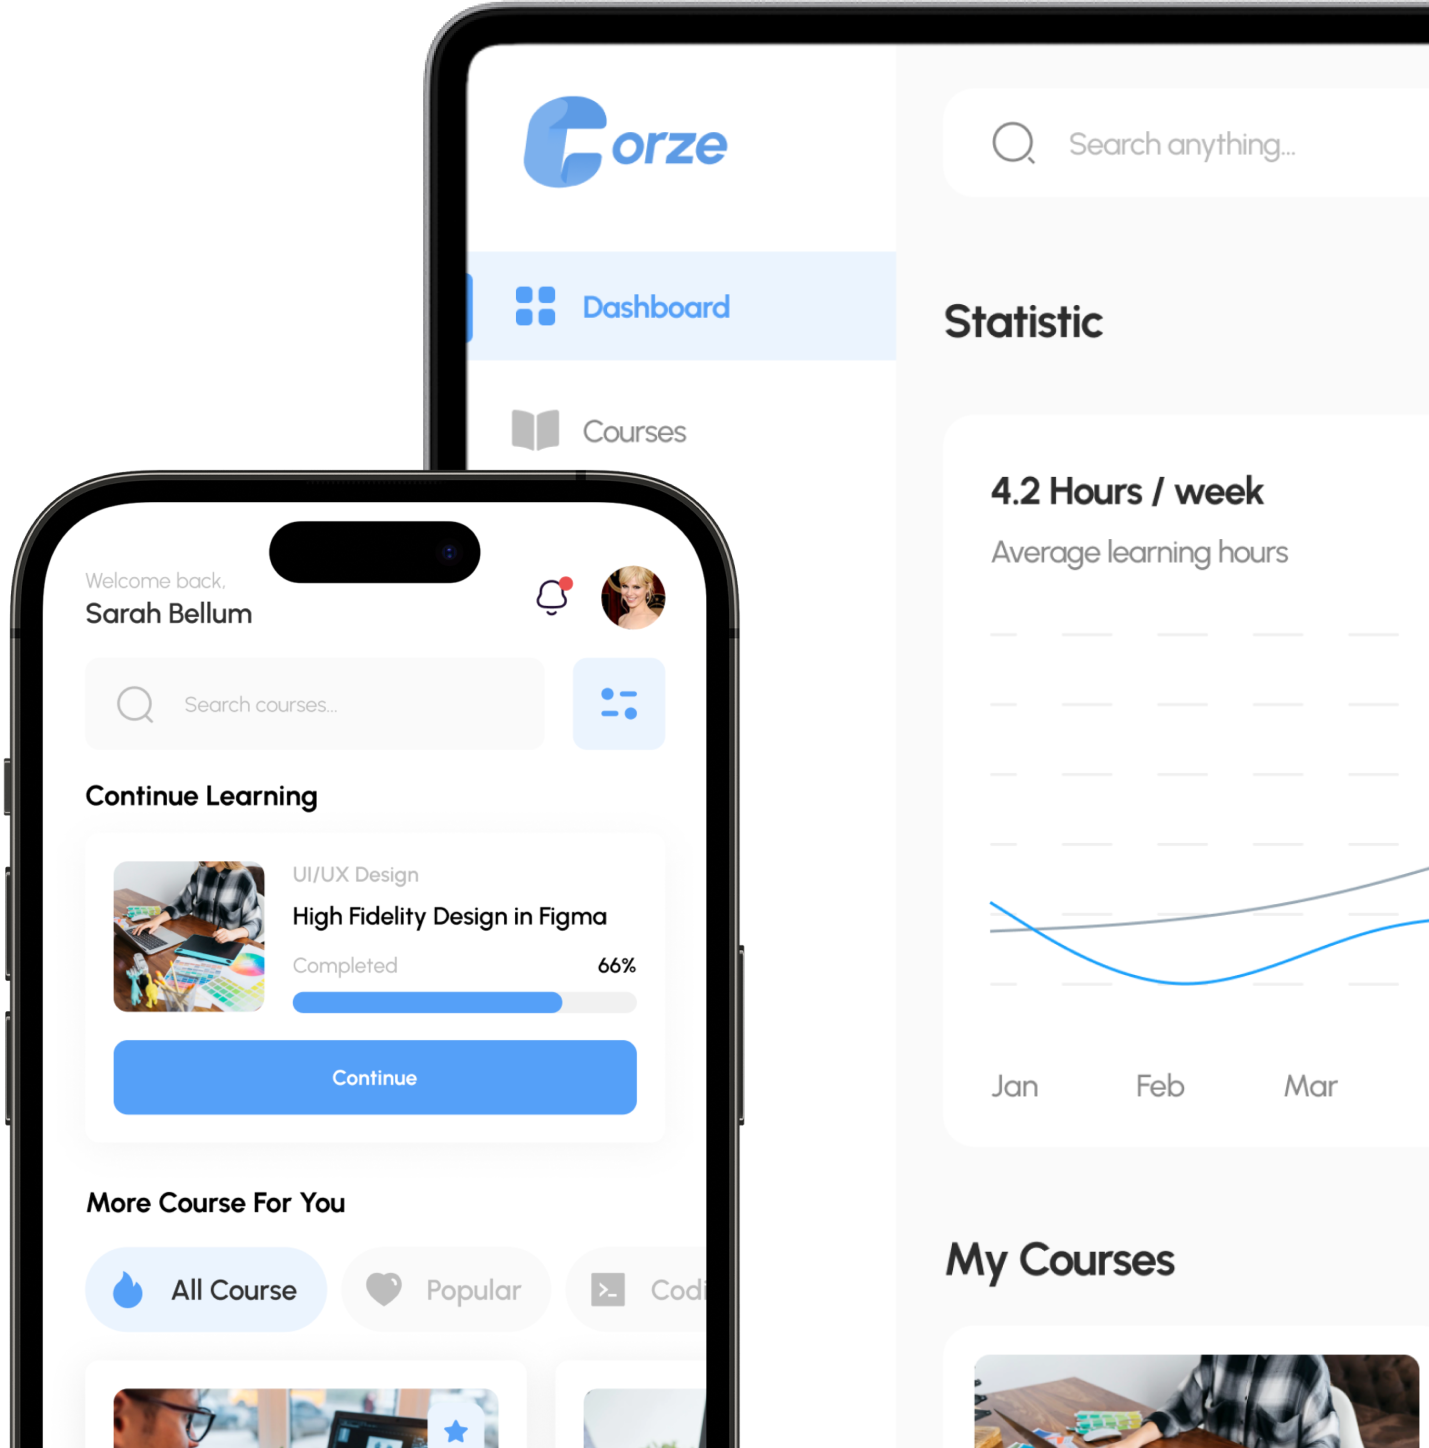 Corze
Search anything...
Dashboard
Statistic
Courses
4.2 Hours / week
Average learning hours
Jan Feb Mar
My Courses
Welcome back,
Sarah Bellum
Search courses...
Continue Learning
UI/UX Design
High Fidelity Design in Figma
Completed 66%
Continue
More Course For You
All Course Popular Codi